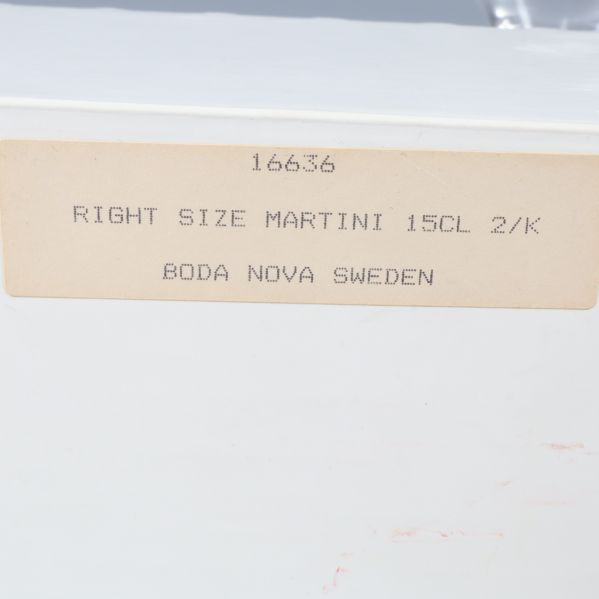 16636
RIGHT SIZE MARTINI 15CL 2/K
BODA NOVA SWEDEN